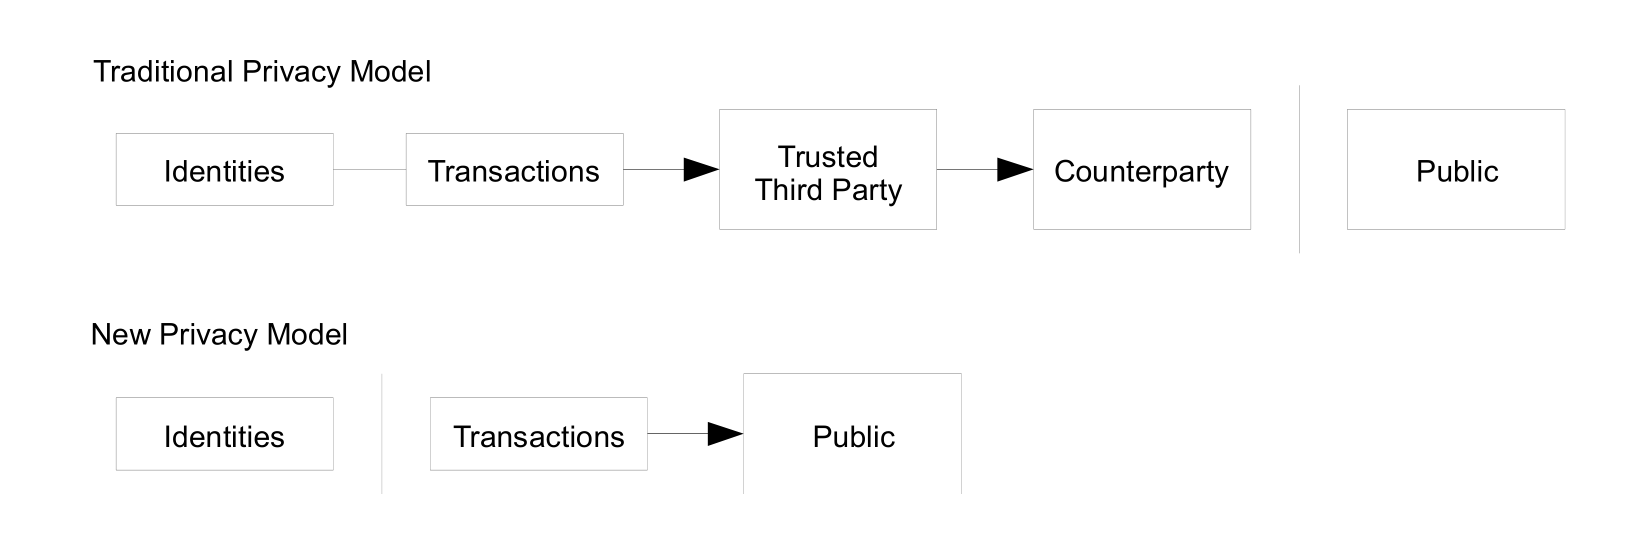 Traditional Privacy Model
Identities
Transactions
Trusted
Third Party
Counterparty
Public
New Privacy Model
Identities
Transactions
Public